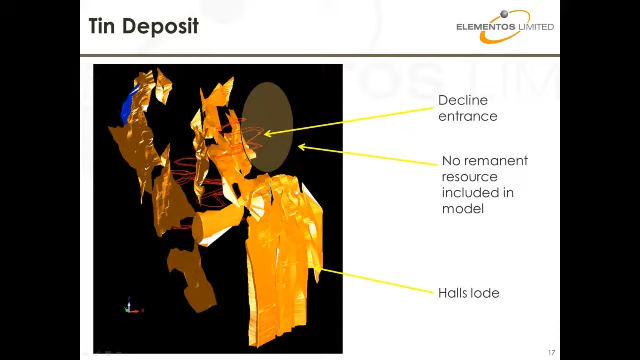 Tin Deposit
ELEMENTOS LIMITED
Decline
entrance
No remanent
resource
included in
model
Halls lode
17